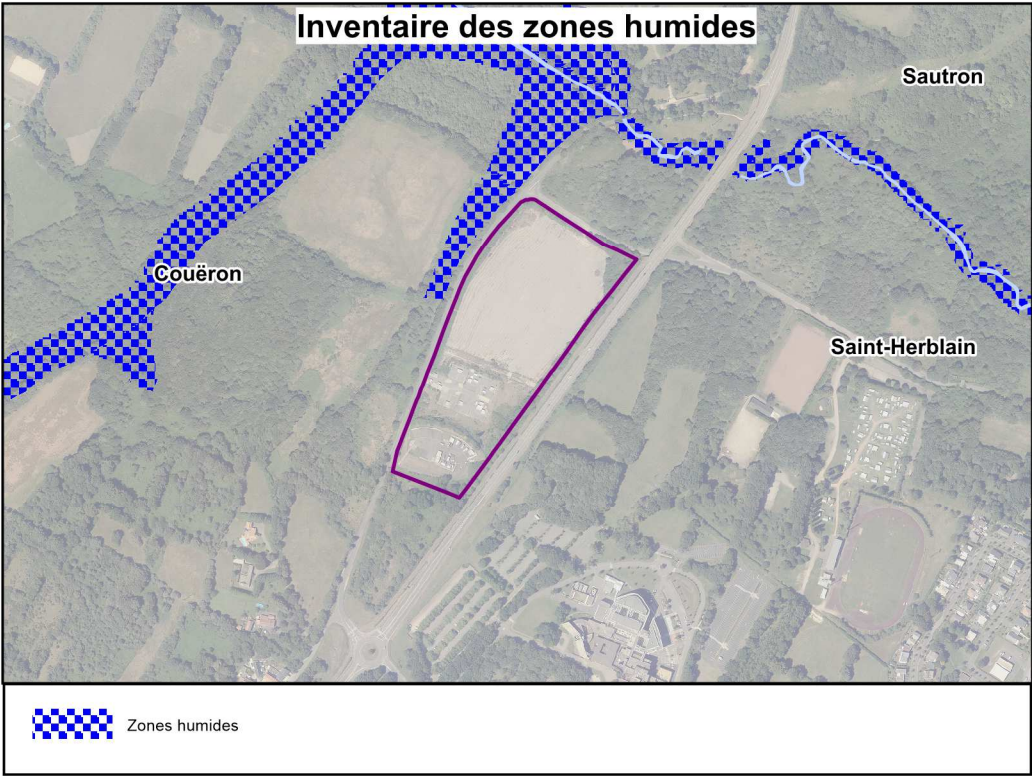 Inventaire des zones humides
Sautron
Couëron
Saint-Herblain
Zones humides